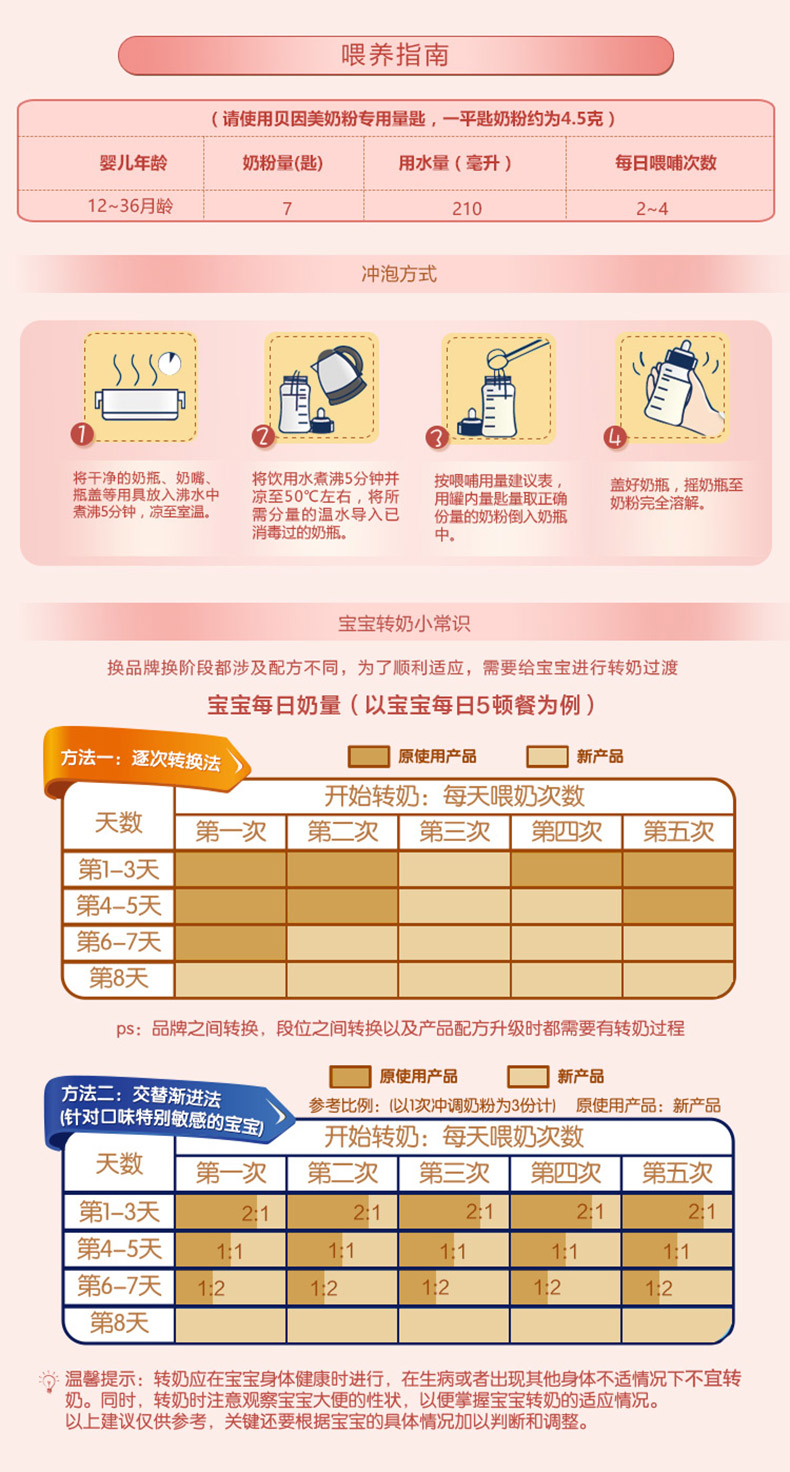 喂养指南
（请使用贝因美奶粉专用量匙，一平匙奶粉约为4.5克）
婴儿年龄 奶粉量(匙) 用水量（毫升） 每日喂哺次数
12~36月龄 7 210 2~4
冲泡方式
1 2 3 4
将干净的奶瓶、奶嘴、
瓶盖等用具放入沸水中
煮沸5分钟，凉至室温。
将饮用水煮沸5分钟并
凉至50℃左右，将所
需分量的温水导入已
消毒过的奶瓶。
按喂哺用量建议表，
用罐内量匙量取正确
份量的奶粉倒入奶瓶
中。
盖好奶瓶，摇奶瓶至
奶粉完全溶解。
宝宝转奶小常识
换品牌换阶段都涉及配方不同，为了顺利适应，需要给宝宝进行转奶过渡
宝宝每日奶量（以宝宝每日5顿餐为例）
方法一：逐次转换法
原使用产品 新产品
开始转奶：每天喂奶次数
天数
第一次 第二次 第三次 第四次 第五次
第1-3天
第4-5天
第6-7天
第8天
ps：品牌之间转换，段位之间转换以及产品配方升级时都需要有转奶过程
方法二：交替渐进法
(针对口味特别敏感的宝宝)
原使用产品 新产品
参考比例：(以1次冲调奶粉为3份计) 原使用产品：新产品
开始转奶：每天喂奶次数
天数
第一次 第二次 第三次 第四次 第五次
第1-3天 2:1 2:1 2:1 2:1 2:1
第4-5天 1:1 1:1 1:1 1:1 1:1
第6-7天 1:2 1:2 1:2 1:2 1:2
第8天
温馨提示：转奶应在宝宝身体健康时进行，在生病或者出现其他身体不适情况下不宜转
奶。同时，转奶时注意观察宝宝大便的性状，以便掌握宝宝转奶的适应情况。
以上建议仅供参考，关键还要根据宝宝的具体情况加以判断和调整。